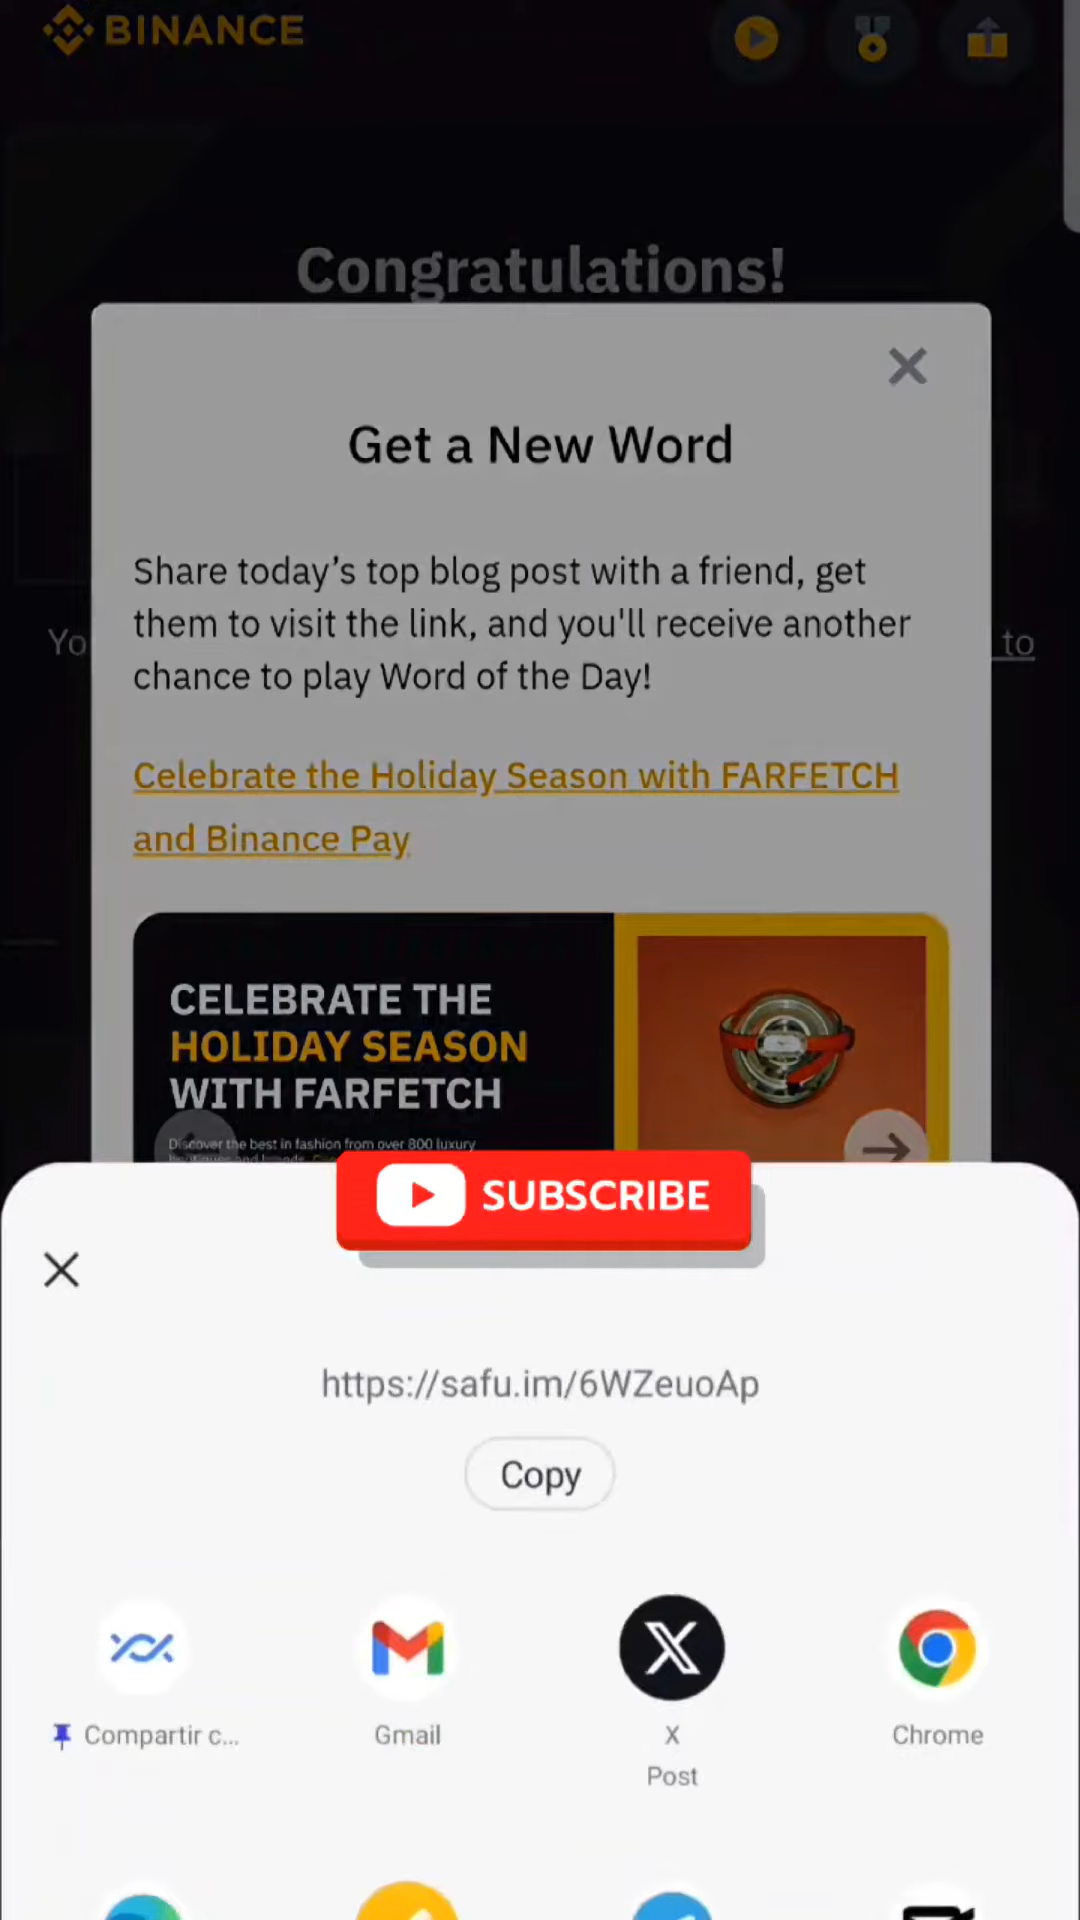 BINANCE
Congratulations!
Get a New Word
Share today’s top blog post with a friend, get
them to visit the link, and you'll receive another
chance to play Word of the Day!
Yo
to
Celebrate the Holiday Season with FARFETCH
and Binance Pay
CELEBRATE THE
HOLIDAY SEASON
WITH FARFETCH
Discover the best in fashion from over 800 luxury
SUBSCRIBE
https://safu.im/6WZeuoAp
Copy
Compartir c...
Gmail
X
Post
Chrome